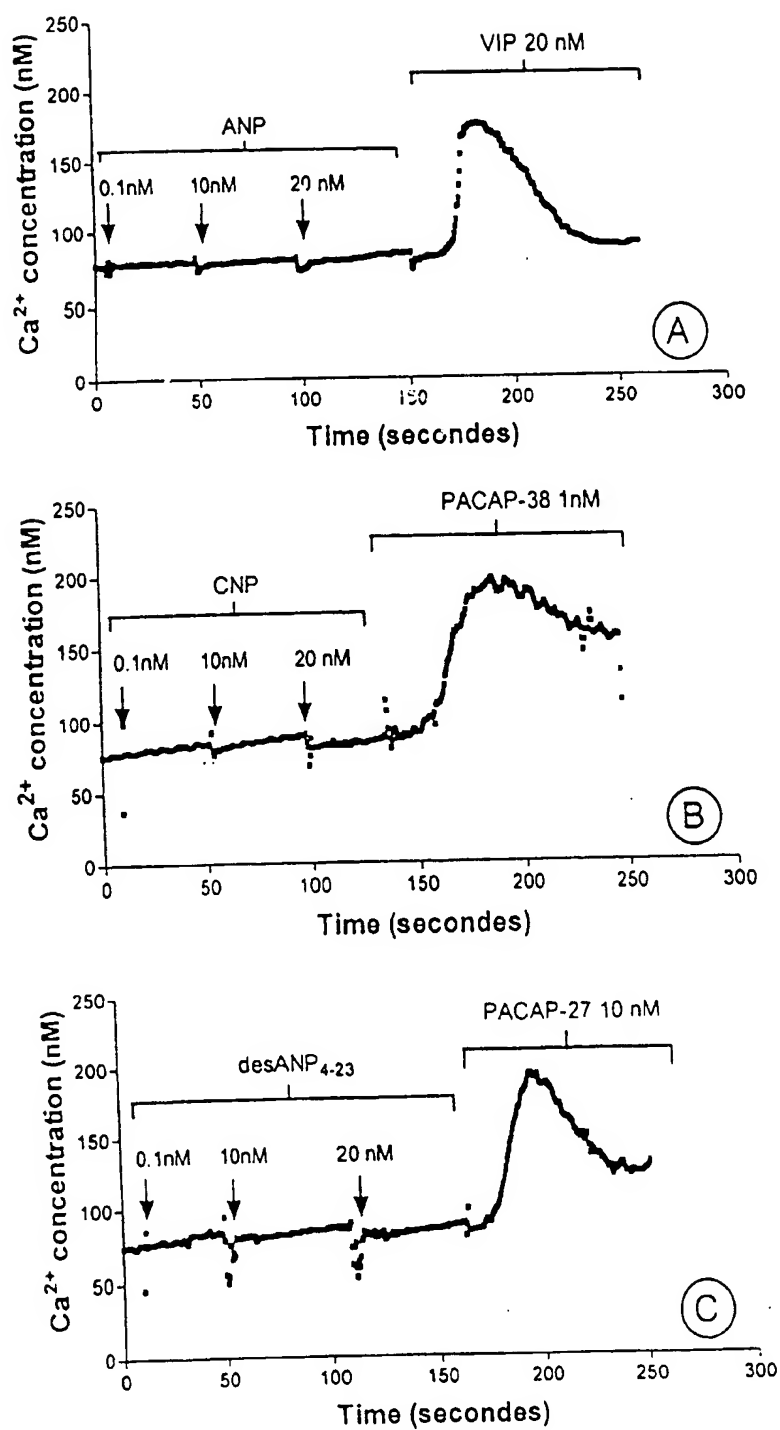 250
200
150
100
50
0
Ca2+ concentration (nM)
VIP 20 nM
ANP
0.1nM 10nM 20 nM
A
0 50 100 150 200 250 300
Time (secondes)
250
200
150
100
50
0
Ca2+ concentration (nM)
PACAP-38 1nM
CNP
0.1nM 10nM 20 nM
B
0 50 100 150 200 250 300
Time (secondes)
250
200
150
100
50
0
Ca2+ concentration (nM)
PACAP-27 10 nM
desANP4-23
0.1nM 10nM 20 nM
C
0 50 100 150 200 250 300
Time (secondes)